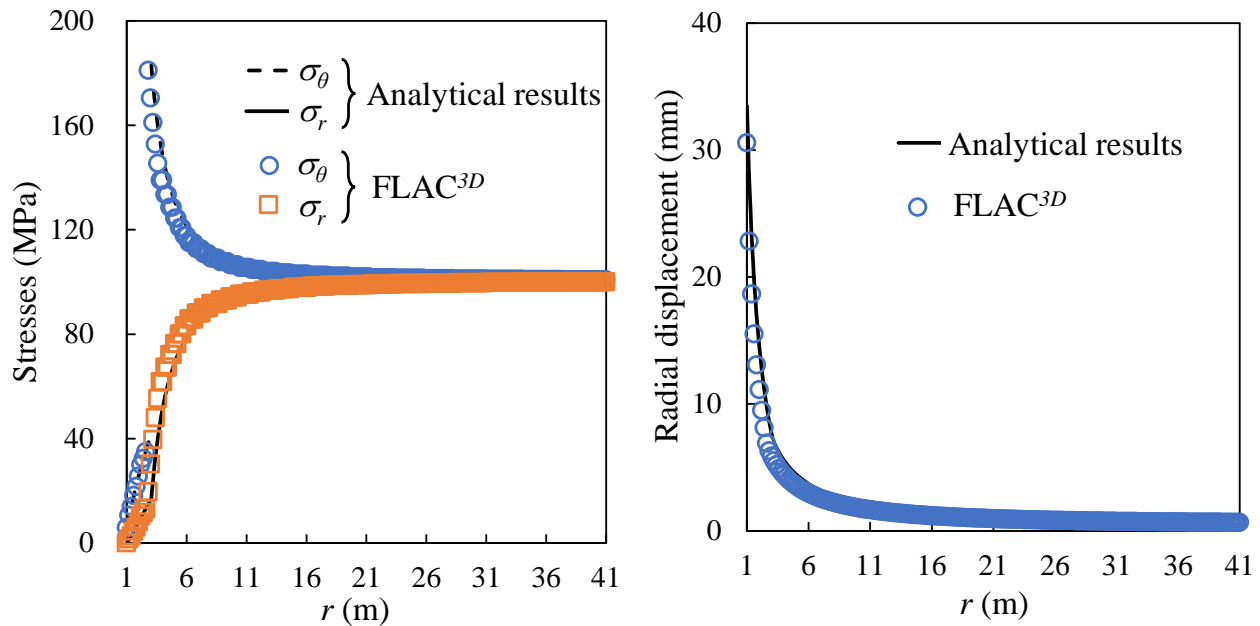 Stresses (MPa)
200
160
120
80
40
0
σθ
σr
Analytical results
σθ
σr
FLAC3D
1 6 11 16 21 26 31 36 41
r (m)
Radial displacement (mm)
40
30
20
10
0
Analytical results
FLAC3D
1 6 11 16 21 26 31 36 41
r (m)